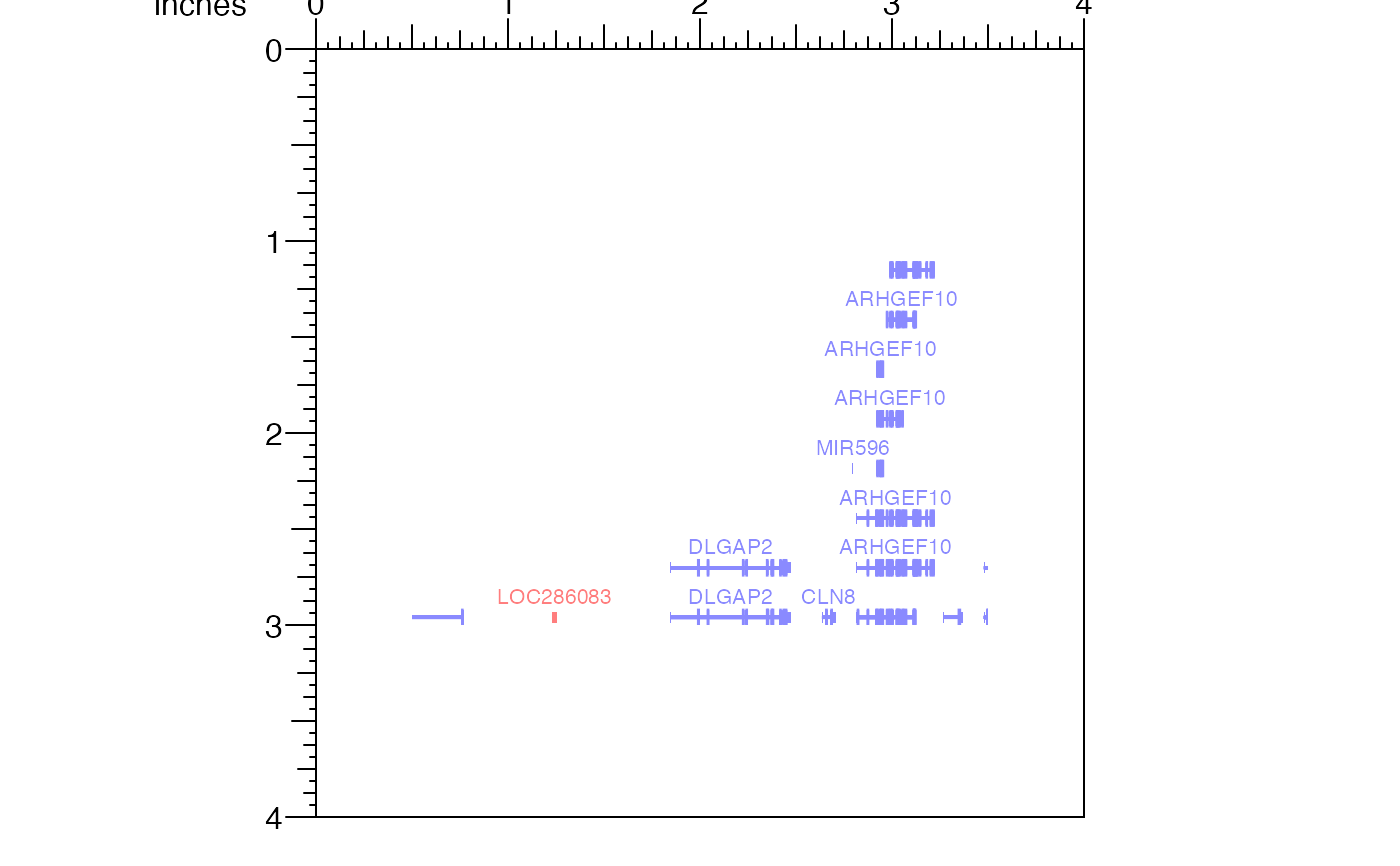 inches 0 1 2 3 4
0
1
ARHGEF10
ARHGEF10
ARHGEF10
2
MIR596
ARHGEF10
DLGAP2 ARHGEF10
LOC286083 DLGAP2 CLN8
3
4